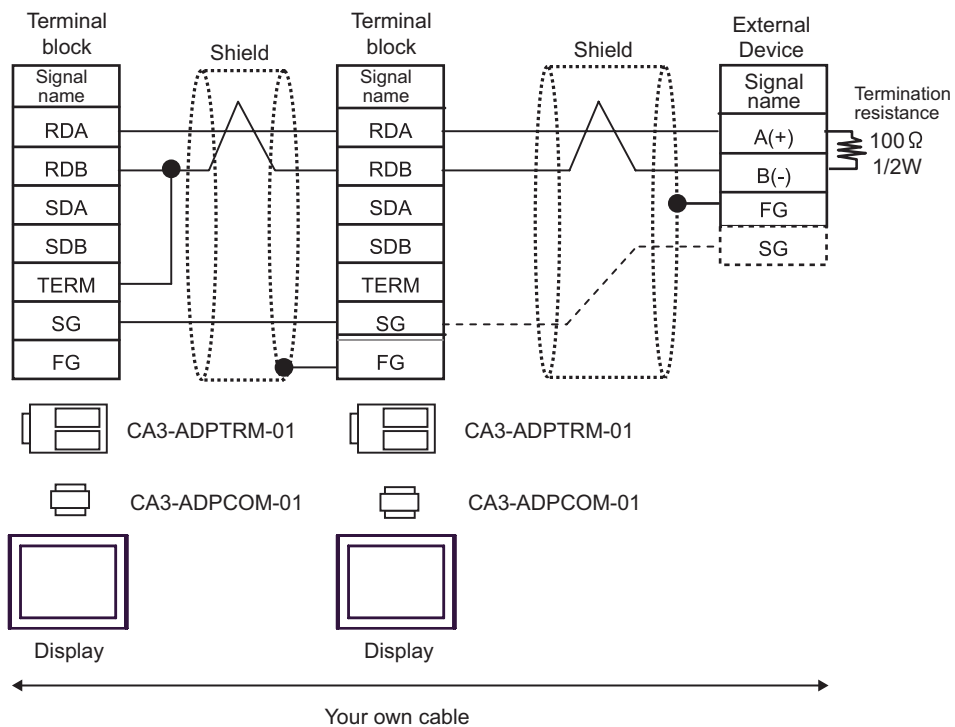 Terminal
block
Signal
name
RDA
RDB
SDA
SDB
TERM
SG
FG
Shield
Terminal
block
Signal
name
RDA
RDB
SDA
SDB
TERM
SG
FG
Shield
External
Device
Signal
name
A(+)
B(-)
FG
SG
Termination
resistance
100 Ω
1/2W
CA3-ADPTRM-01
CA3-ADPTRM-01
CA3-ADPCOM-01
CA3-ADPCOM-01
Display
Display
Your own cable